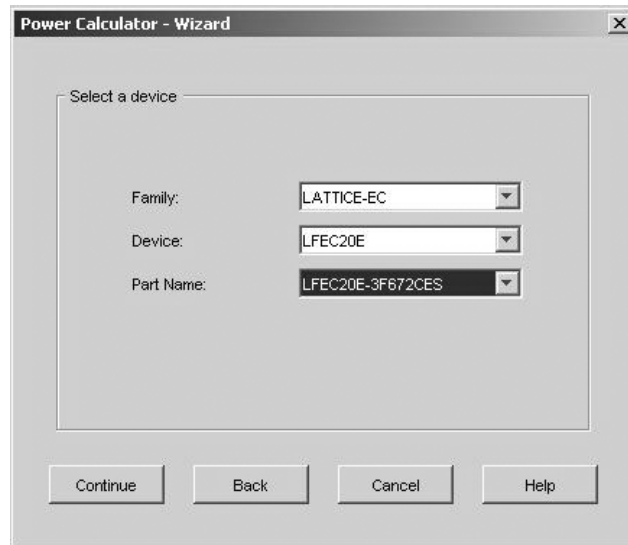 Power Calculator - Wizard
Select a device
Family: LATTICE-EC
Device: LFEC20E
Part Name: LFEC20E-3F672CES
Continue Back Cancel Help